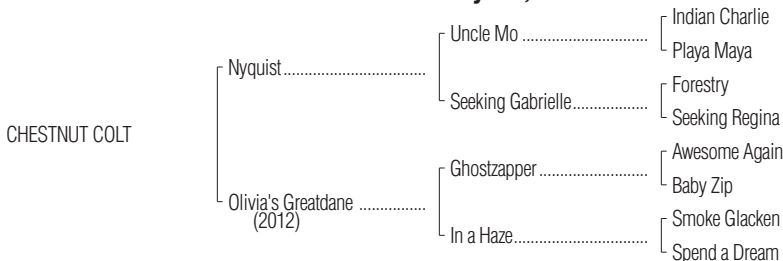 Indian Charlie
Uncle Mo ..............................
Playa Maya
Nyquist ..................................
Forestry
Seeking Gabrielle..................
Seeking Regina
CHESTNUT COLT
Awesome Again
Ghostzapper ..........................
Baby Zip
Olivia's Greatdane ................
(2012)
Smoke Glacken
In a Haze................................
Spend a Dream